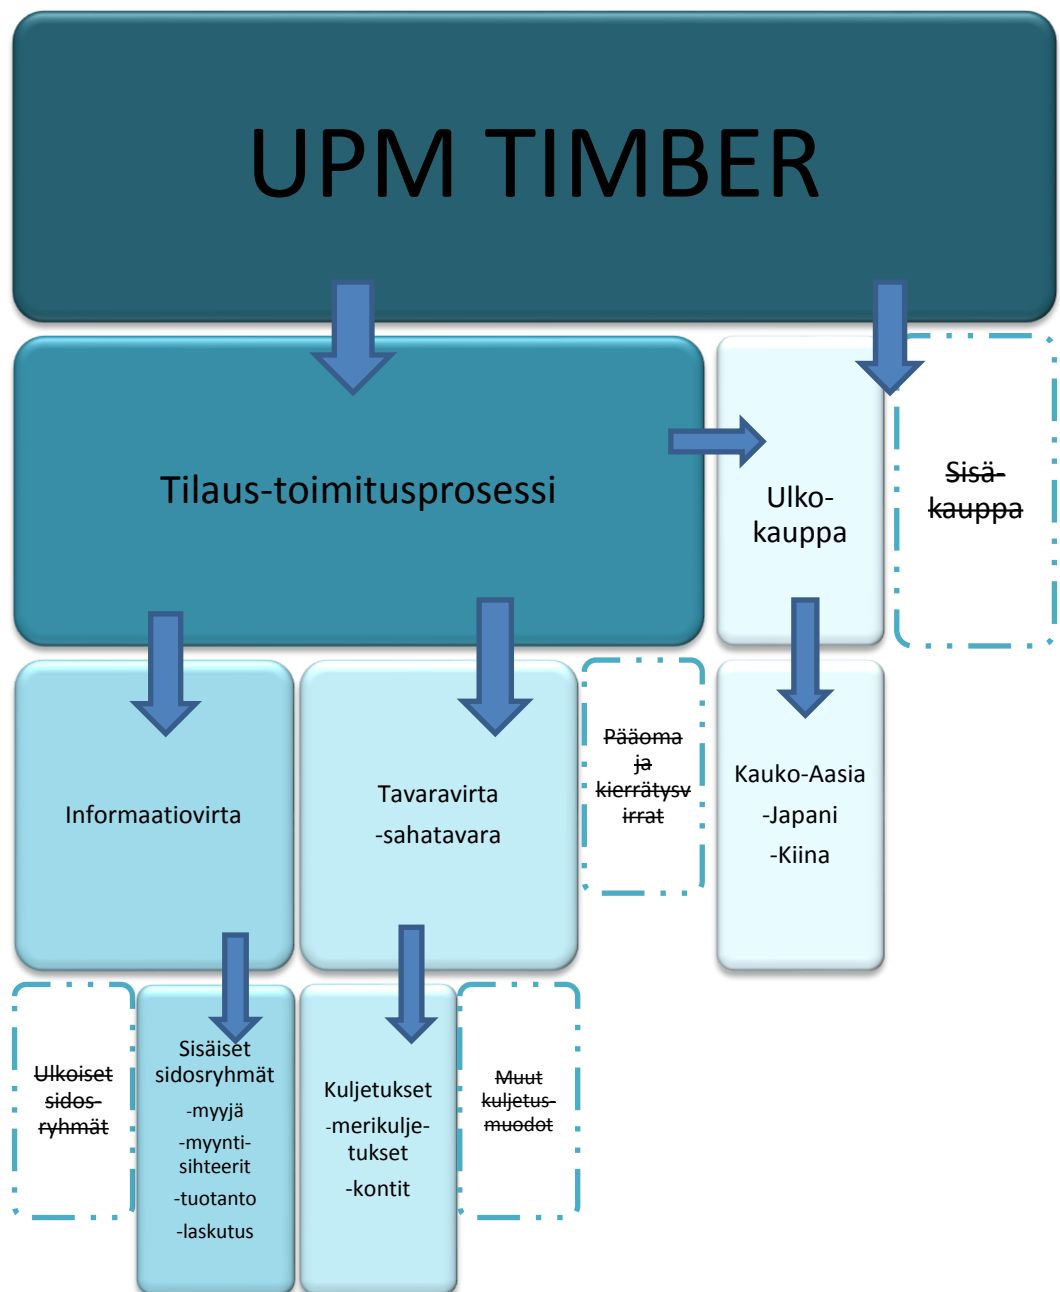 UPM TIMBER
Tilaus-toimitusprosessi
Ulko-
kauppa
Sisä-
kauppa
Informaatiovirta
Tavaravirta
-sahatavara
Pääoma
ja
kierrätysv
irrat
Kauko-Aasia
-Japani
-Kiina
Ulkoiset
sidos-
ryhmät
Sisäiset
sidosryhmät
-myyjä
-myynti-
sihteerit
-tuotanto
-laskutus
Kuljetukset
-merikulje-
tukset
-kontit
Muut
kuljetus-
muodot